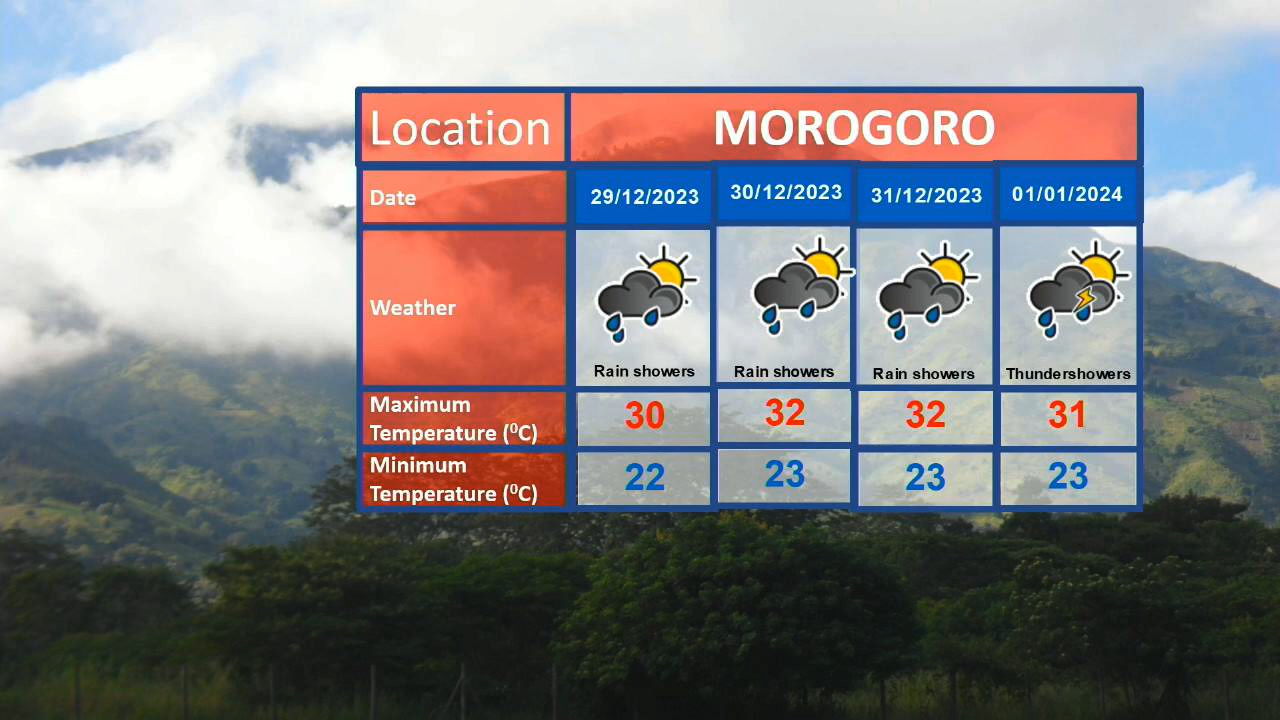 Location MOROGORO
Date 29/12/2023 30/12/2023 31/12/2023 01/01/2024
Weather
Rain showers Rain showers Rain showers Thundershowers
Maximum
Temperature (⁰C) 30 32 32 31
Minimum
Temperature (⁰C) 22 23 23 23